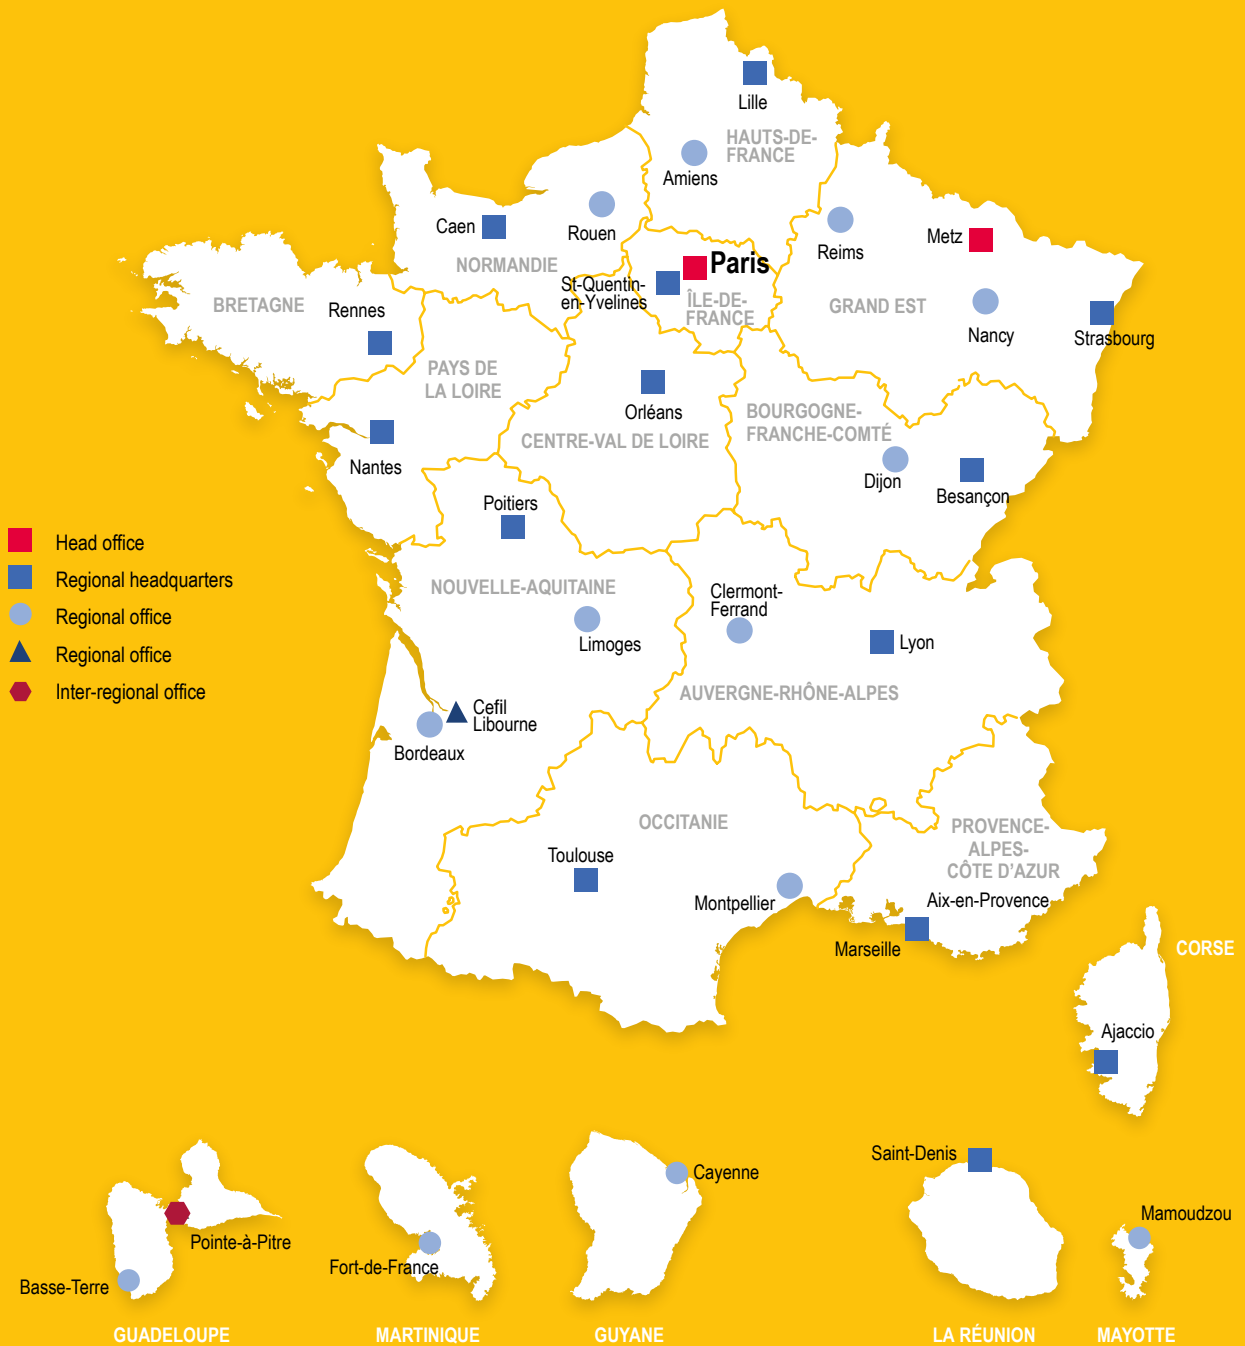 Lille
HAUTS-DE-
FRANCE
Amiens
Caen
Rouen
NORMANDIE
Reims
Metz
Paris
St-Quentin-
en-Yvelines
ÎLE-DE-
FRANCE
GRAND EST
Nancy
Strasbourg
BRETAGNE
Rennes
PAYS DE
LA LOIRE
Nantes
Orléans
CENTRE-VAL DE LOIRE
BOURGOGNE-
FRANCHE-COMTÉ
Dijon
Besançon
Poitiers
Head office
Regional headquarters
Regional office
Regional office
Inter-regional office
NOUVELLE-AQUITAINE
Limoges
Clermont-
Ferrand
Lyon
AUVERGNE-RHÔNE-ALPES
Cefil
Libourne
Bordeaux
OCCITANIE
Toulouse
Montpellier
PROVENCE-
ALPES-
CÔTE D'AZUR
Aix-en-Provence
Marseille
CORSE
Ajaccio
Pointe-à-Pitre
Basse-Terre
GUADELOUPE
Fort-de-France
MARTINIQUE
Cayenne
GUYANE
Saint-Denis
LA RÉUNION
Mamoudzou
MAYOTTE